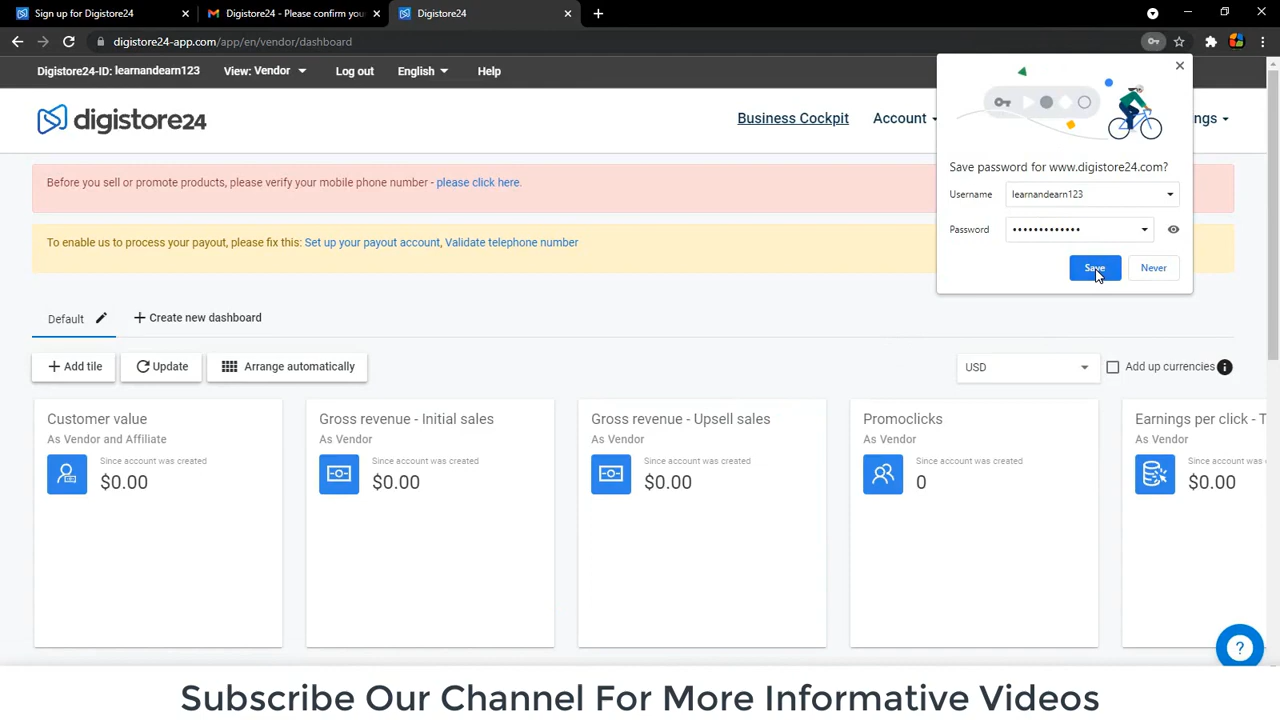 Sign up for Digistore24
Digistore24 - Please confirm your
Digistore24
digistore24-app.com/app/en/vendor/dashboard
Digistore24-ID: learnandearn123
View: Vendor
Log out
English
Help
digistore24
Business Cockpit
Account
ngs
Save password for www.digistore24.com?
Username
learnandearn123
Password
•••••••••••••
Save
Never
Before you sell or promote products, please verify your mobile phone number - please click here.
To enable us to process your payout, please fix this: Set up your payout account, Validate telephone number
Default
+ Create new dashboard
+ Add tile
Update
Arrange automatically
USD
Add up currencies
Customer value
As Vendor and Affiliate
Since account was created
$0.00
Gross revenue - Initial sales
As Vendor
Since account was created
$0.00
Gross revenue - Upsell sales
As Vendor
Since account was created
$0.00
Promoclicks
As Vendor
Since account was created
0
Earnings per click - T
As Vendor
Since account was
$0.00
?
Subscribe Our Channel For More Informative Videos